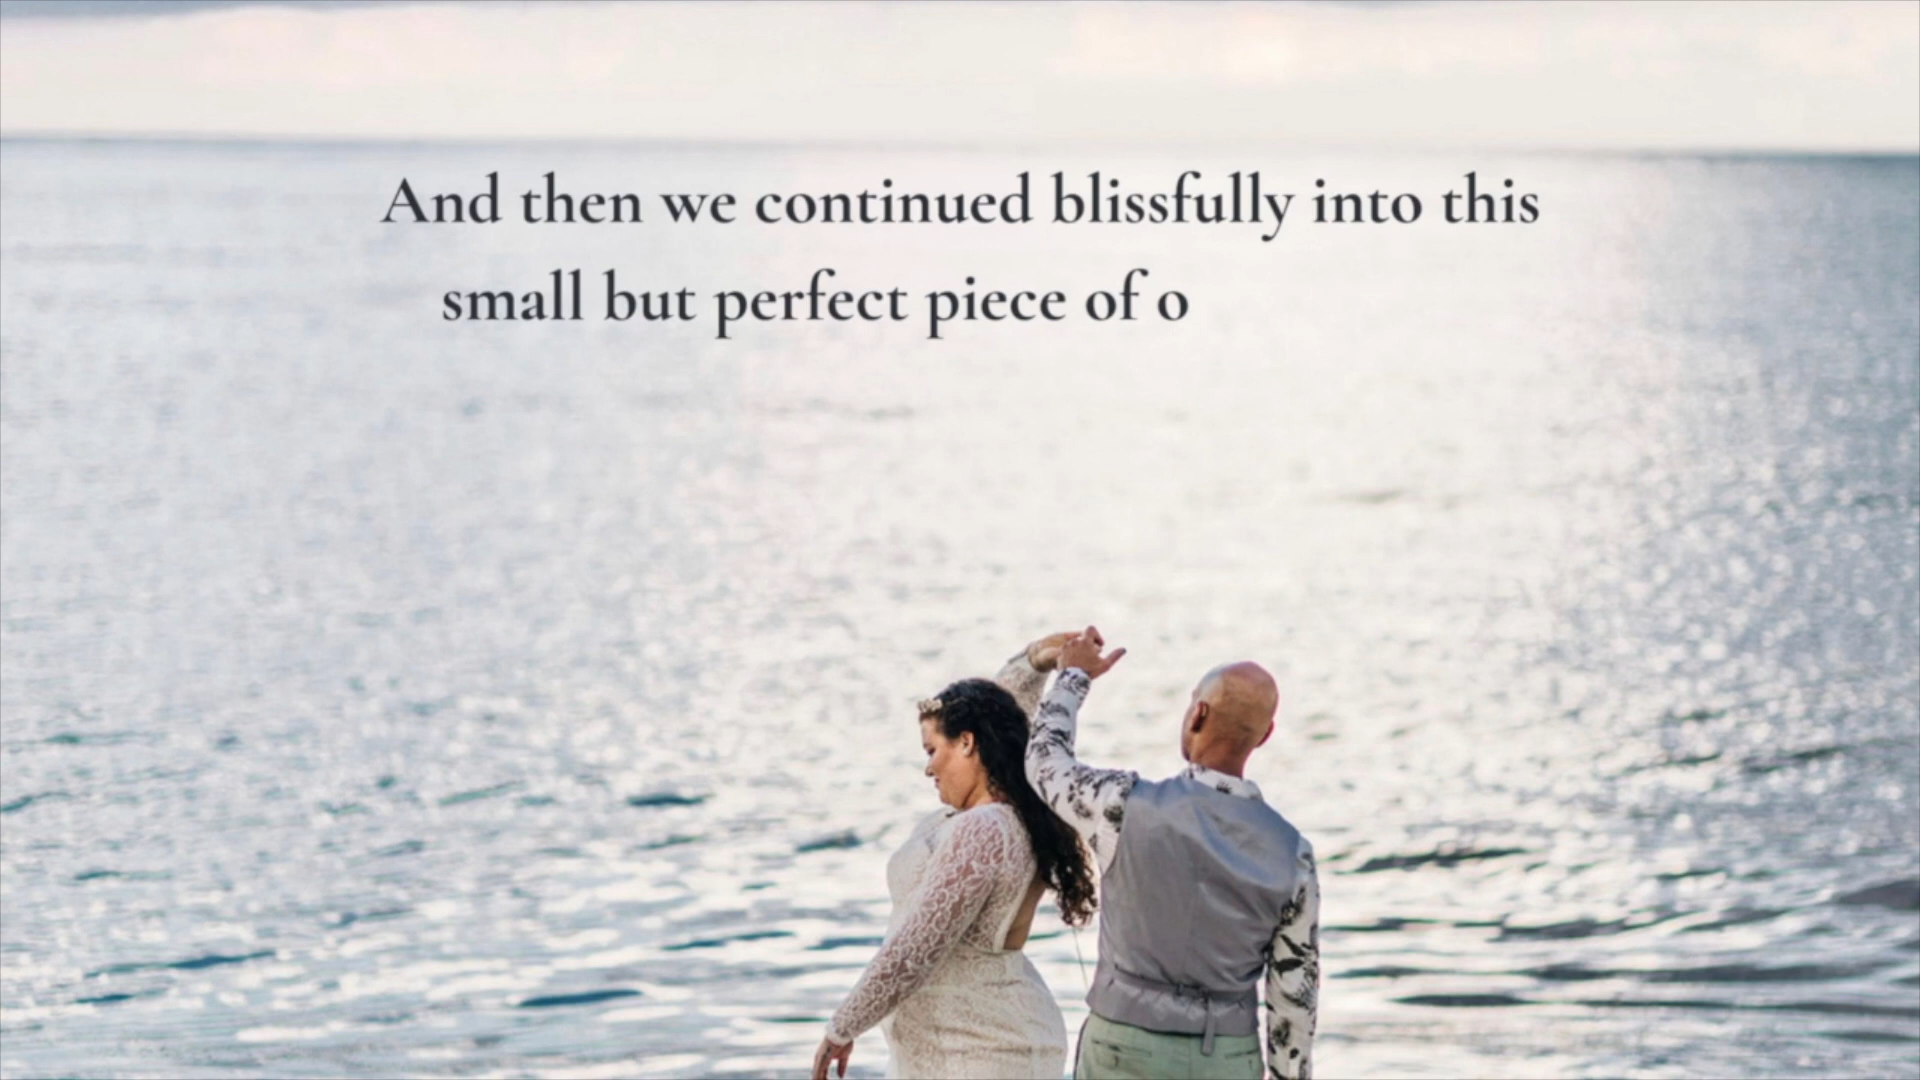 And then we continued blissfully into this
small but perfect piece of o